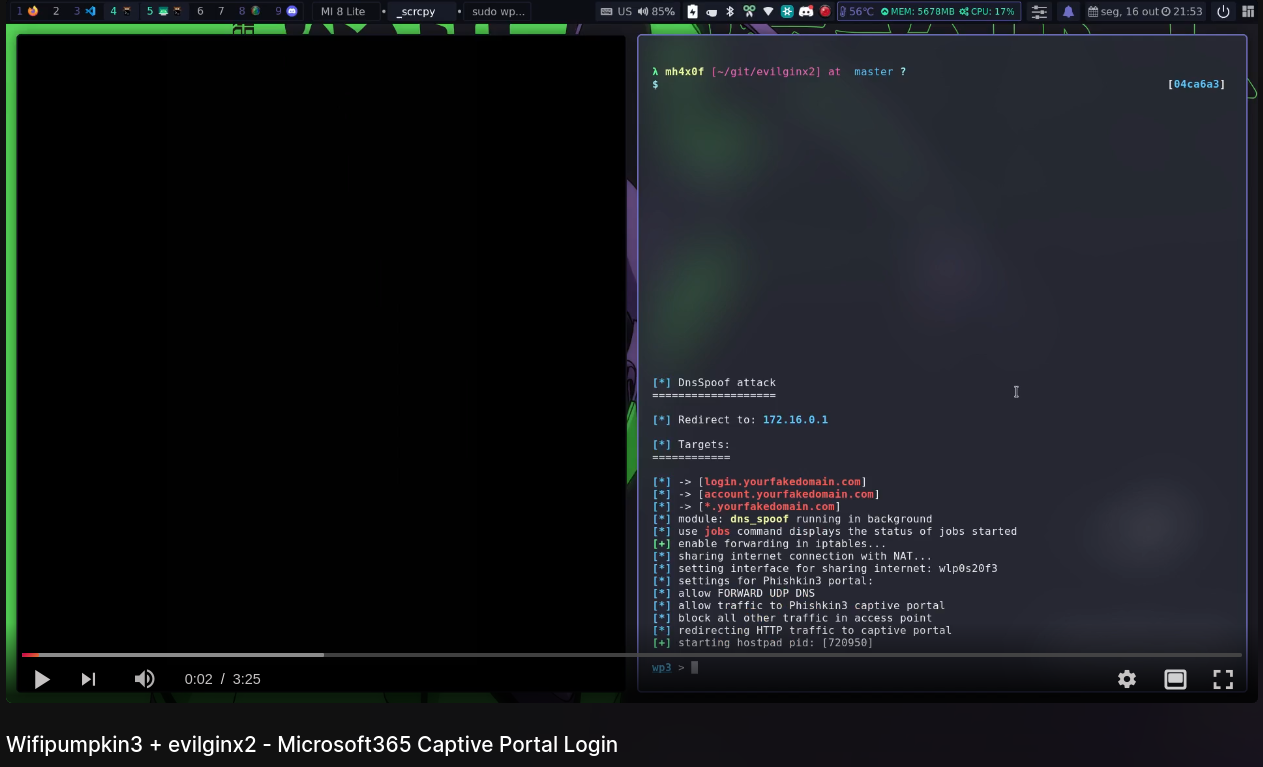 1 2 3 4 5 6 7 8 9 MI 8 Lite • _scrcpy • sudo wp... US 85% 56°C MEM: 5678MB CPU: 17% seg, 16 out 21:53
λ mh4x0f [~/git/evilginx2] at master ?
$ [04ca6a3]
[*] DnsSpoof attack
===================
[*] Redirect to: 172.16.0.1
[*] Targets:
============
[*] -> [login.yourfakedomain.com]
[*] -> [account.yourfakedomain.com]
[*] -> [*.yourfakedomain.com]
[*] module: dns_spoof running in background
[*] use jobs command displays the status of jobs started
[+] enable forwarding in iptables...
[*] sharing internet connection with NAT...
[*] setting interface for sharing internet: wlp0s20f3
[*] settings for Phishkin3 portal:
[*] allow FORWARD UDP DNS
[*] allow traffic to Phishkin3 captive portal
[*] block all other traffic in access point
[*] redirecting HTTP traffic to captive portal
[+] starting hostpad pid: [720950]
wp3 >
0:02 / 3:25
Wifipumpkin3 + evilginx2 - Microsoft365 Captive Portal Login